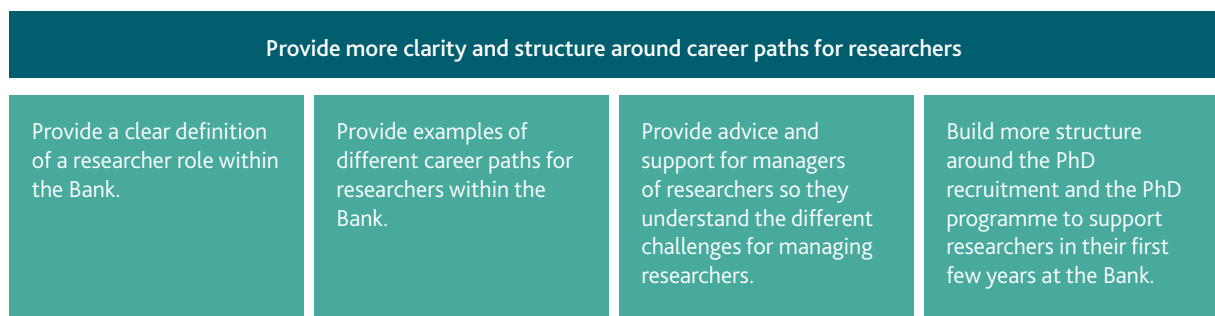 Provide more clarity and structure around career paths for researchers
Provide a clear definition
of a researcher role within
the Bank.
Provide examples of
different career paths for
researchers within the
Bank.
Provide advice and
support for managers
of researchers so they
understand the different
challenges for managing
researchers.
Build more structure
around the PhD
recruitment and the PhD
programme to support
researchers in their first
few years at the Bank.